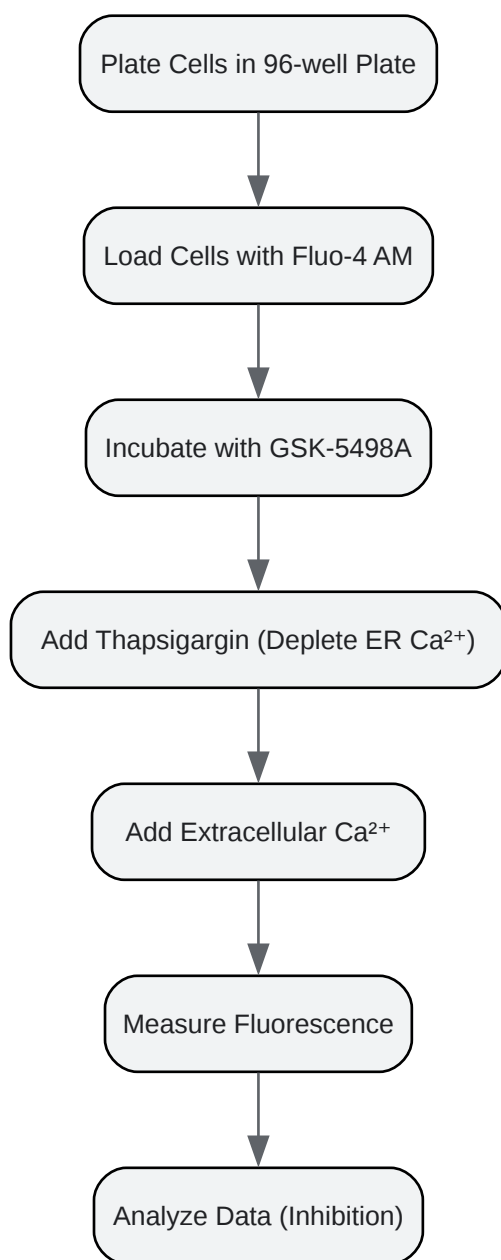 Plate Cells in 96-well Plate
Load Cells with Fluo-4 AM
Incubate with GSK-5498A
Add Thapsigargin (Deplete ER Ca²⁺)
Add Extracellular Ca²⁺
Measure Fluorescence
Analyze Data (Inhibition)